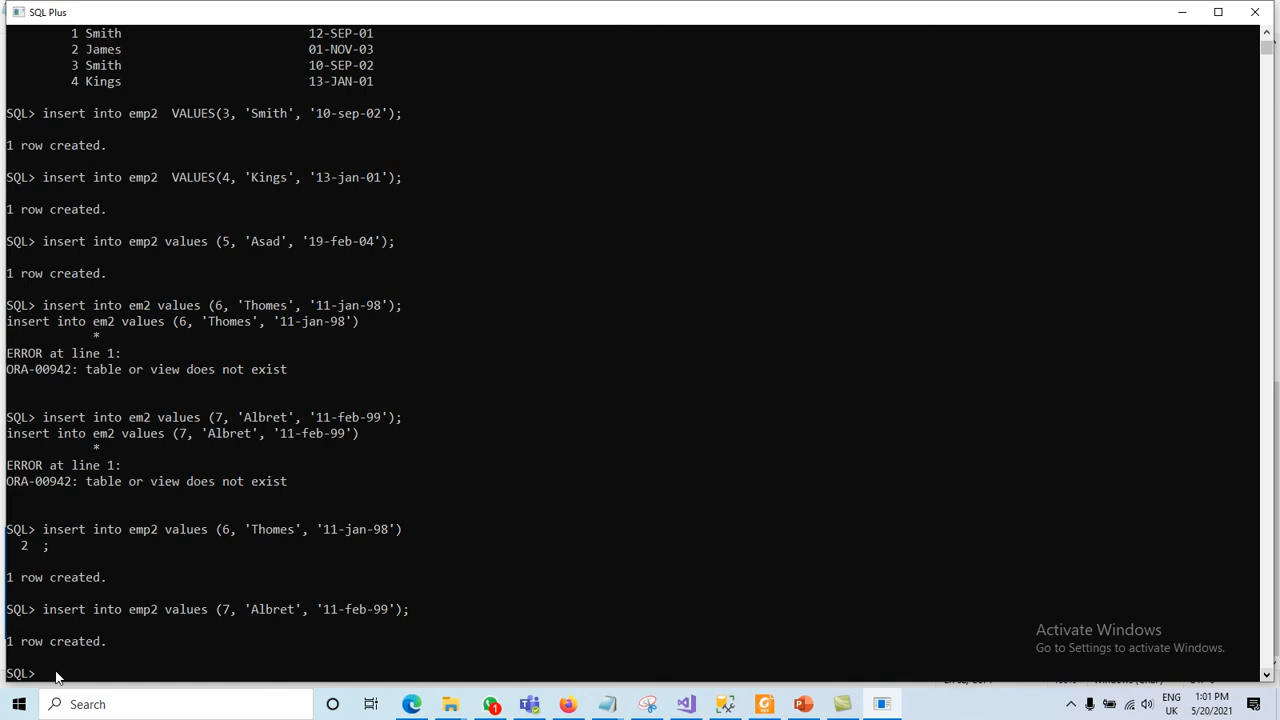 SQL Plus
1 Smith 12-SEP-01
2 James 01-NOV-03
3 Smith 10-SEP-02
4 Kings 13-JAN-01
SQL> insert into emp2  VALUES(3, 'Smith', '10-sep-02');
1 row created.
SQL> insert into emp2  VALUES(4, 'Kings', '13-jan-01');
1 row created.
SQL> insert into emp2 values (5, 'Asad', '19-feb-04');
1 row created.
SQL> insert into em2 values (6, 'Thomes', '11-jan-98');
insert into em2 values (6, 'Thomes', '11-jan-98')
*
ERROR at line 1:
ORA-00942: table or view does not exist
SQL> insert into em2 values (7, 'Albret', '11-feb-99');
insert into em2 values (7, 'Albret', '11-feb-99')
*
ERROR at line 1:
ORA-00942: table or view does not exist
SQL> insert into emp2 values (6, 'Thomes', '11-jan-98')
2  ;
1 row created.
SQL> insert into emp2 values (7, 'Albret', '11-feb-99');
1 row created.
SQL>
Activate Windows
Go to Settings to activate Windows.
Search
1
ENG
UK
1:01 PM
5/20/2021